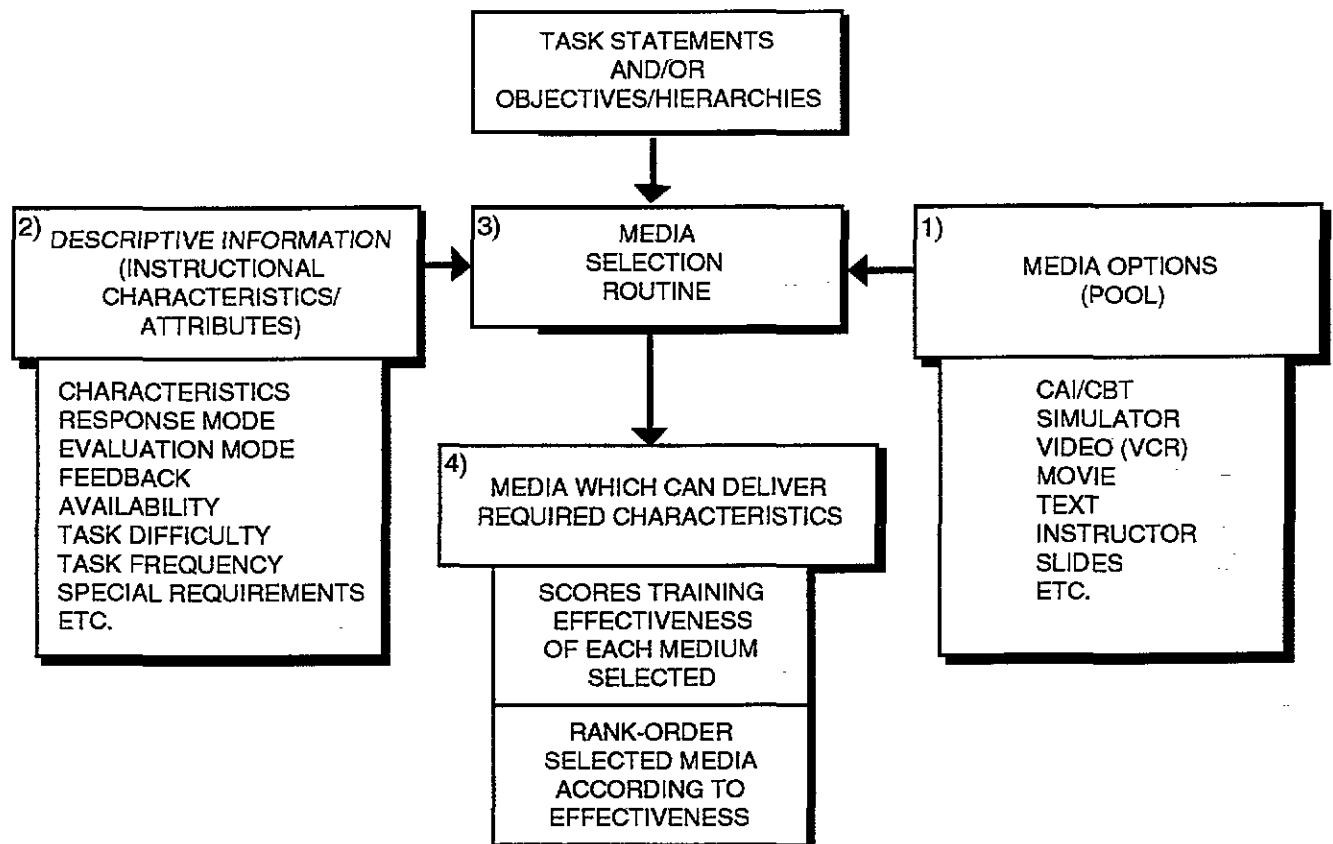 TASK STATEMENTS
AND/OR
OBJECTIVES/HIERARCHIES
2)
DESCRIPTIVE INFORMATION
(INSTRUCTIONAL
CHARACTERISTICS/
ATTRIBUTES)
CHARACTERISTICS
RESPONSE MODE
EVALUATION MODE
FEEDBACK
AVAILABILITY
TASK DIFFICULTY
TASK FREQUENCY
SPECIAL REQUIREMENTS
ETC.
3)
MEDIA
SELECTION
ROUTINE
1)
MEDIA OPTIONS
(POOL)
CAI/CBT
SIMULATOR
VIDEO (VCR)
MOVIE
TEXT
INSTRUCTOR
SLIDES
ETC.
4)
MEDIA WHICH CAN DELIVER
REQUIRED CHARACTERISTICS
SCORES TRAINING
EFFECTIVENESS
OF EACH MEDIUM
SELECTED
RANK-ORDER
SELECTED MEDIA
ACCORDING TO
EFFECTIVENESS